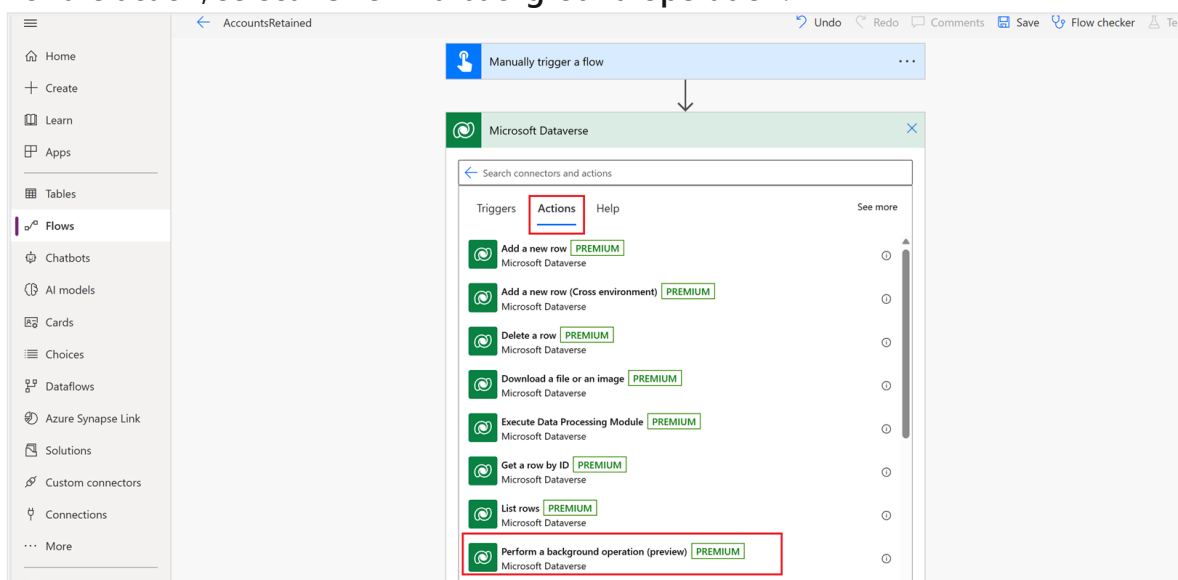 AccountsRetained
Undo
Redo
Comments
Save
Flow checker
Home
Create
Learn
Apps
Tables
Flows
Chatbots
AI models
Cards
Choices
Dataflows
Azure Synapse Link
Solutions
Custom connectors
Connections
More
Manually trigger a flow
Microsoft Dataverse
Search connectors and actions
Triggers Actions Help See more
Add a new row PREMIUM
Microsoft Dataverse
Add a new row (Cross environment) PREMIUM
Microsoft Dataverse
Delete a row PREMIUM
Microsoft Dataverse
Download a file or an image PREMIUM
Microsoft Dataverse
Execute Data Processing Module PREMIUM
Microsoft Dataverse
Get a row by ID PREMIUM
Microsoft Dataverse
List rows PREMIUM
Microsoft Dataverse
Perform a background operation (preview) PREMIUM
Microsoft Dataverse